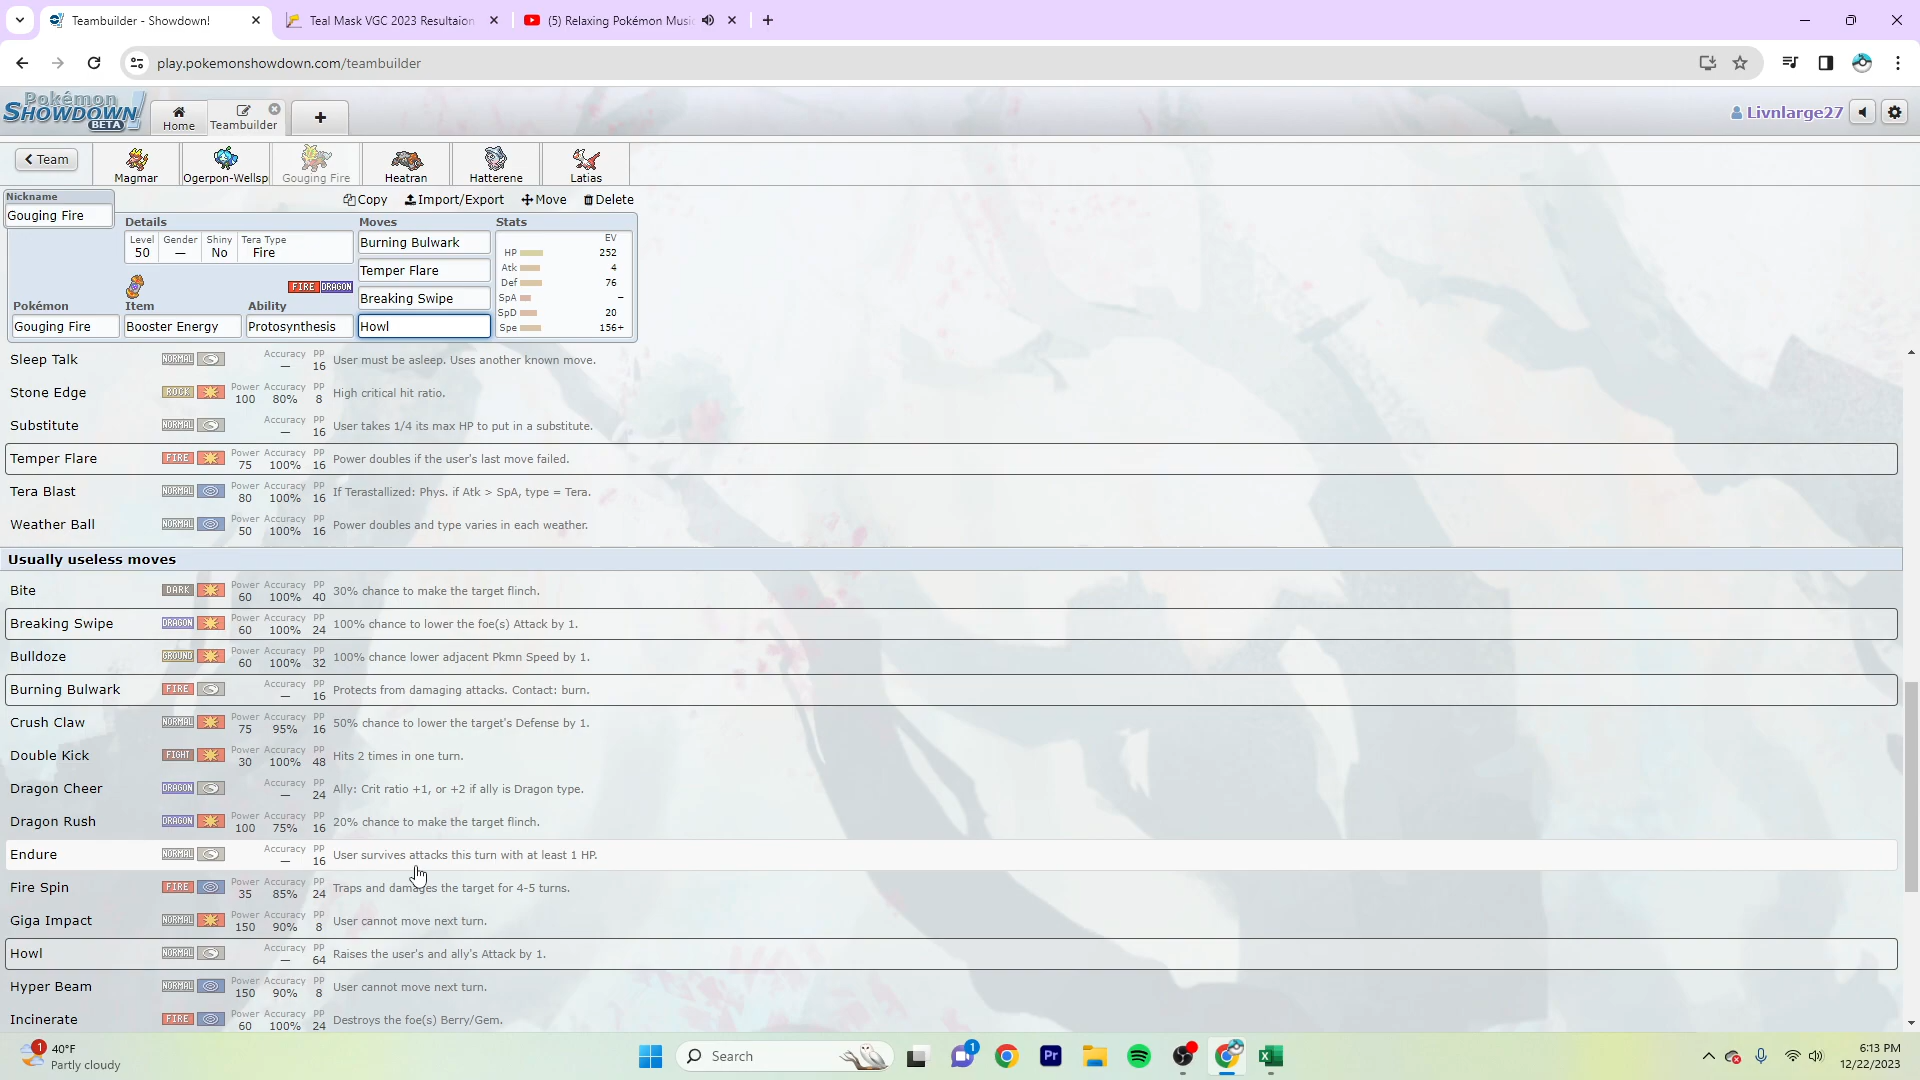 Teambuilder - Showdown!
Teal Mask VGC 2023 Resultation
(5) Relaxing Pokémon Music
play.pokemonshowdown.com/teambuilder
Pokémon
SHOWDOWN!
BETA
Home
Teambuilder
Livnlarge27
Team
Magmar
Ogerpon-Wellsp
Gouging Fire
Heatran
Hatterene
Latias
Nickname
Gouging Fire
Copy
Import/Export
Move
Delete
Details
Moves
Stats
Level
Gender
Shiny
Tera Type
50
—
No
Fire
Burning Bulwark
Temper Flare
Breaking Swipe
Howl
EV
HP 252
Atk 4
Def 76
SpA –
SpD 20
Spe 156+
FIRE DRAGON
Pokémon
Item
Ability
Gouging Fire
Booster Energy
Protosynthesis
Sleep Talk NORMAL Accuracy — PP 16 User must be asleep. Uses another known move.
Stone Edge ROCK Power 100 Accuracy 80% PP 8 High critical hit ratio.
Substitute NORMAL Accuracy — PP 16 User takes 1/4 its max HP to put in a substitute.
Temper Flare FIRE Power 75 Accuracy 100% PP 16 Power doubles if the user's last move failed.
Tera Blast NORMAL Power 80 Accuracy 100% PP 16 If Terastallized: Phys. if Atk > SpA, type = Tera.
Weather Ball NORMAL Power 50 Accuracy 100% PP 16 Power doubles and type varies in each weather.
Usually useless moves
Bite DARK Power 60 Accuracy 100% PP 40 30% chance to make the target flinch.
Breaking Swipe DRAGON Power 60 Accuracy 100% PP 24 100% chance to lower the foe(s) Attack by 1.
Bulldoze GROUND Power 60 Accuracy 100% PP 32 100% chance lower adjacent Pkmn Speed by 1.
Burning Bulwark FIRE Accuracy — PP 16 Protects from damaging attacks. Contact: burn.
Crush Claw NORMAL Power 75 Accuracy 95% PP 16 50% chance to lower the target's Defense by 1.
Double Kick FIGHT Power 30 Accuracy 100% PP 48 Hits 2 times in one turn.
Dragon Cheer DRAGON Accuracy — PP 24 Ally: Crit ratio +1, or +2 if ally is Dragon type.
Dragon Rush DRAGON Power 100 Accuracy 75% PP 16 20% chance to make the target flinch.
Endure NORMAL Accuracy — PP 16 User survives attacks this turn with at least 1 HP.
Fire Spin FIRE Power 35 Accuracy 85% PP 24 Traps and damages the target for 4-5 turns.
Giga Impact NORMAL Power 150 Accuracy 90% PP 8 User cannot move next turn.
Howl NORMAL Accuracy — PP 64 Raises the user's and ally's Attack by 1.
Hyper Beam NORMAL Power 150 Accuracy 90% PP 8 User cannot move next turn.
Incinerate FIRE Power 60 Accuracy 100% PP 24 Destroys the foe(s) Berry/Gem.
1
40°F
Partly cloudy
Search
1
Pr
6:13 PM
12/22/2023